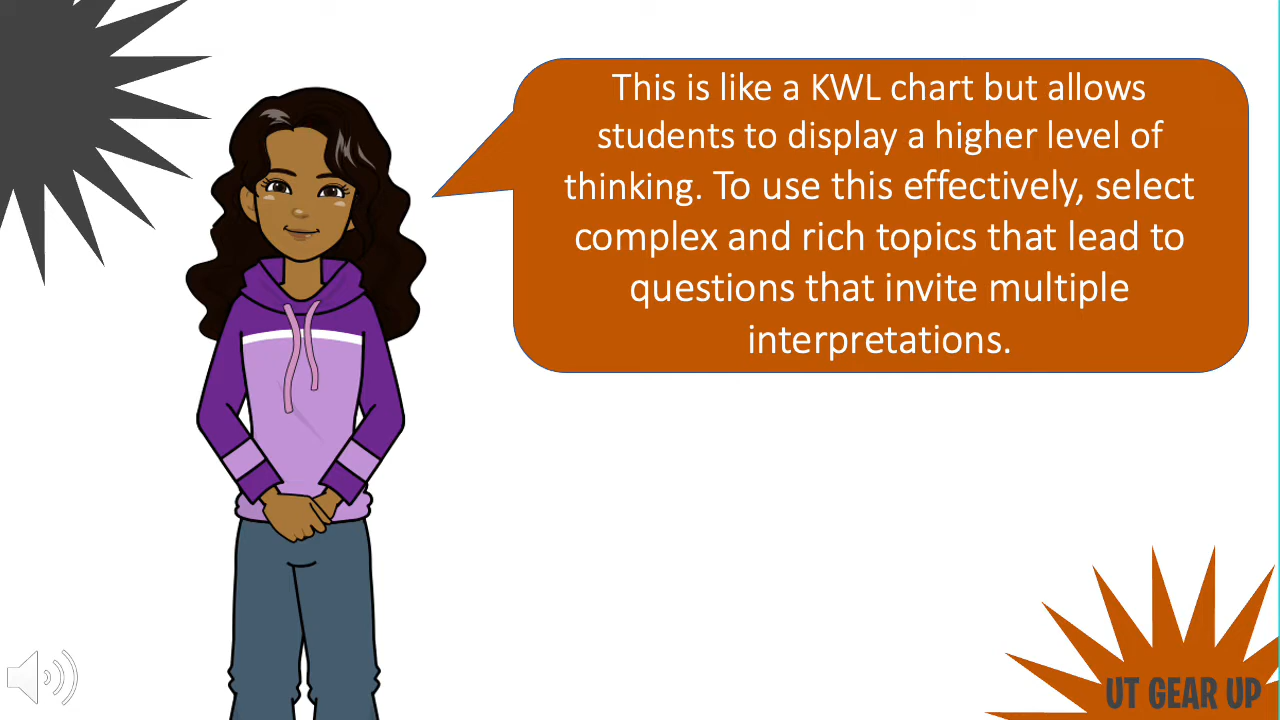 This is like a KWL chart but allows
students to display a higher level of
thinking. To use this effectively, select
complex and rich topics that lead to
questions that invite multiple
interpretations.
UT GEAR UP